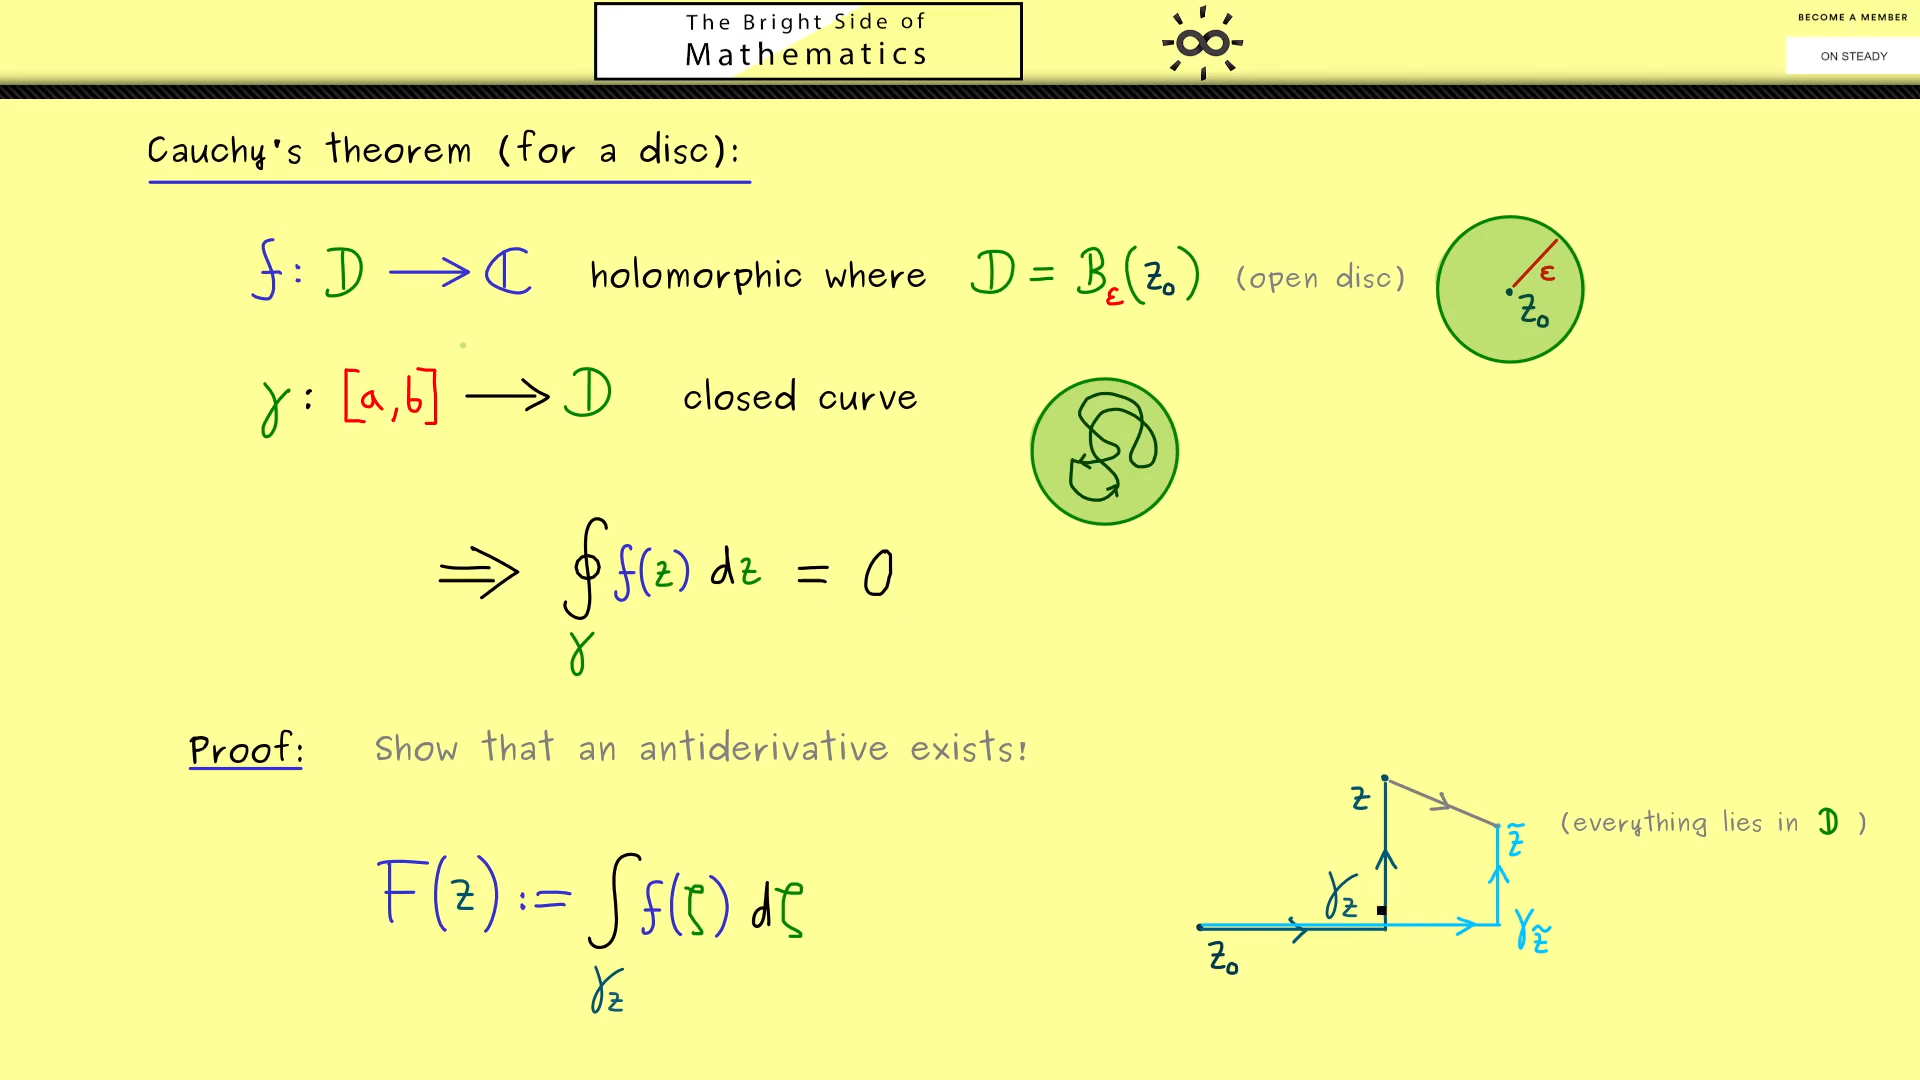 The Bright Side of
Mathematics
BECOME A MEMBER
ON STEADY
Cauchy's theorem (for a disc):
f: D ⟶ ℂ holomorphic where D = B_ε(z₀) (open disc)
ε
z₀
γ: [a,b] ⟶ D closed curve
⟹ ∮_γ f(z) dz = 0
Proof: Show that an antiderivative exists!
z
z̃ (everything lies in D )
F(z) := ∫_{γ_z} f(ζ) dζ
γ_z
γ_z̃
z₀